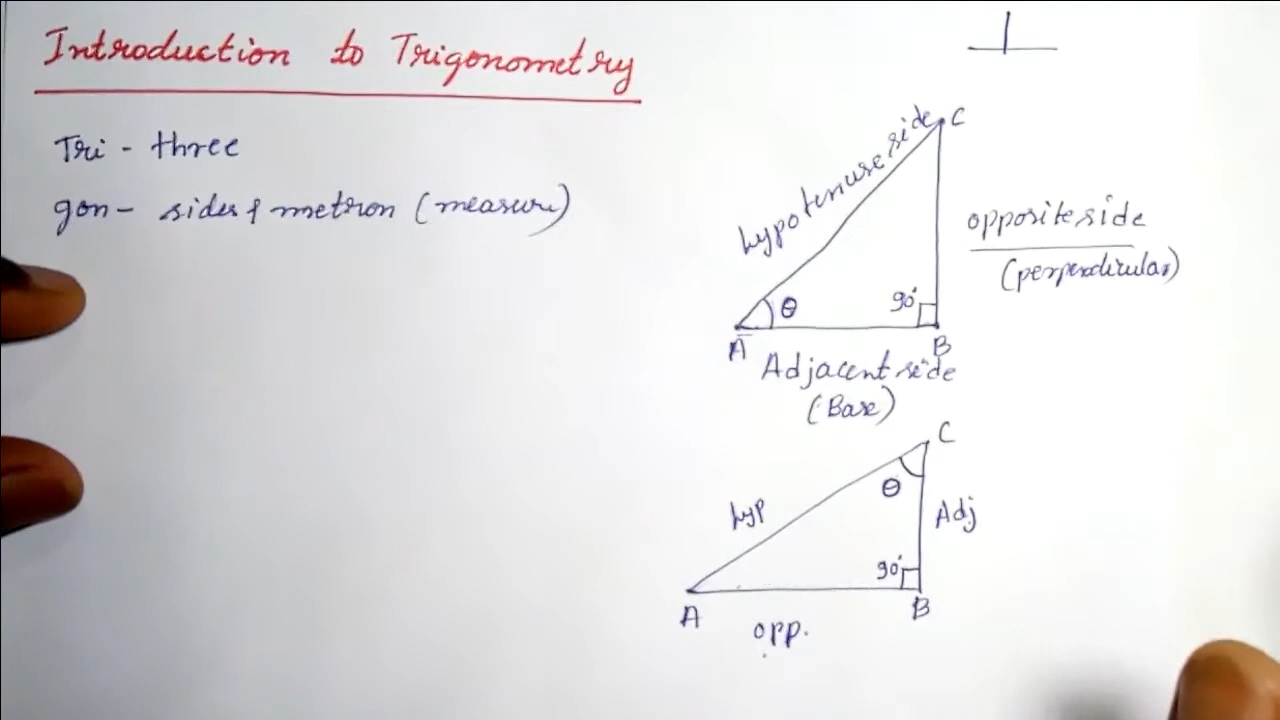 Introduction to Trigonometry
Tri - three
gon - sides & metron (measure)
C
hypotenuse side
opposite side
(perpendicular)
θ
90°
A
B
Adjacent side
(Base)
C
θ
hyp
Adj
90°
A
B
opp.